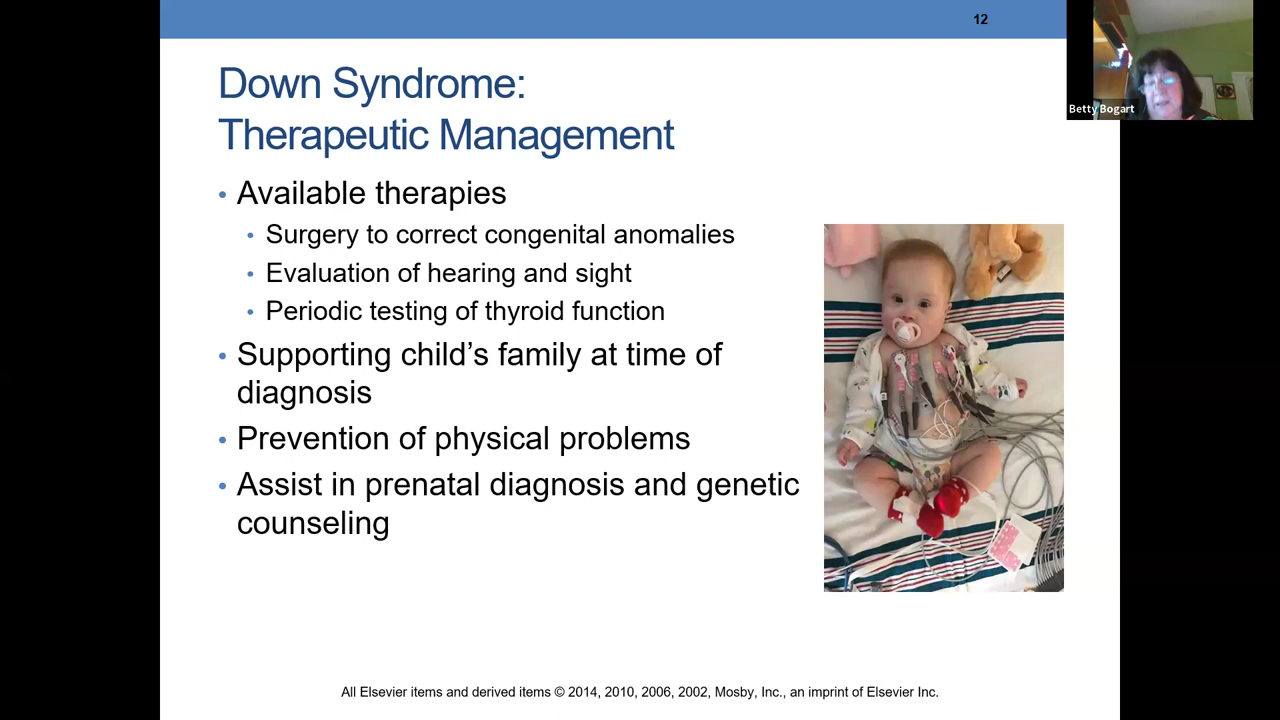 12
Betty Bogart
Down Syndrome:
Therapeutic Management
• Available therapies
• Surgery to correct congenital anomalies
• Evaluation of hearing and sight
• Periodic testing of thyroid function
• Supporting child’s family at time of
diagnosis
• Prevention of physical problems
• Assist in prenatal diagnosis and genetic
counseling
All Elsevier items and derived items © 2014, 2010, 2006, 2002, Mosby, Inc., an imprint of Elsevier Inc.